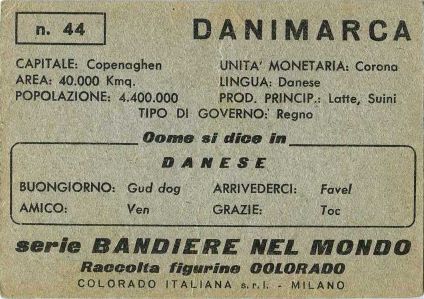 n. 44
DANIMARCA
CAPITALE: Copenaghen
UNITA' MONETARIA: Corona
AREA: 40.000 Kmq.
LINGUA: Danese
POPOLAZIONE: 4.400.000
PROD. PRINCIP.: Latte, Suini
TIPO DI GOVERNO: Regno
Come si dice in
DANESE
BUONGIORNO: Gud dog
ARRIVEDERCI: Favel
AMICO: Ven
GRAZIE: Toc
serie BANDIERE NEL MONDO
Raccolta figurine COLORADO
COLORADO ITALIANA s.r.l. - MILANO